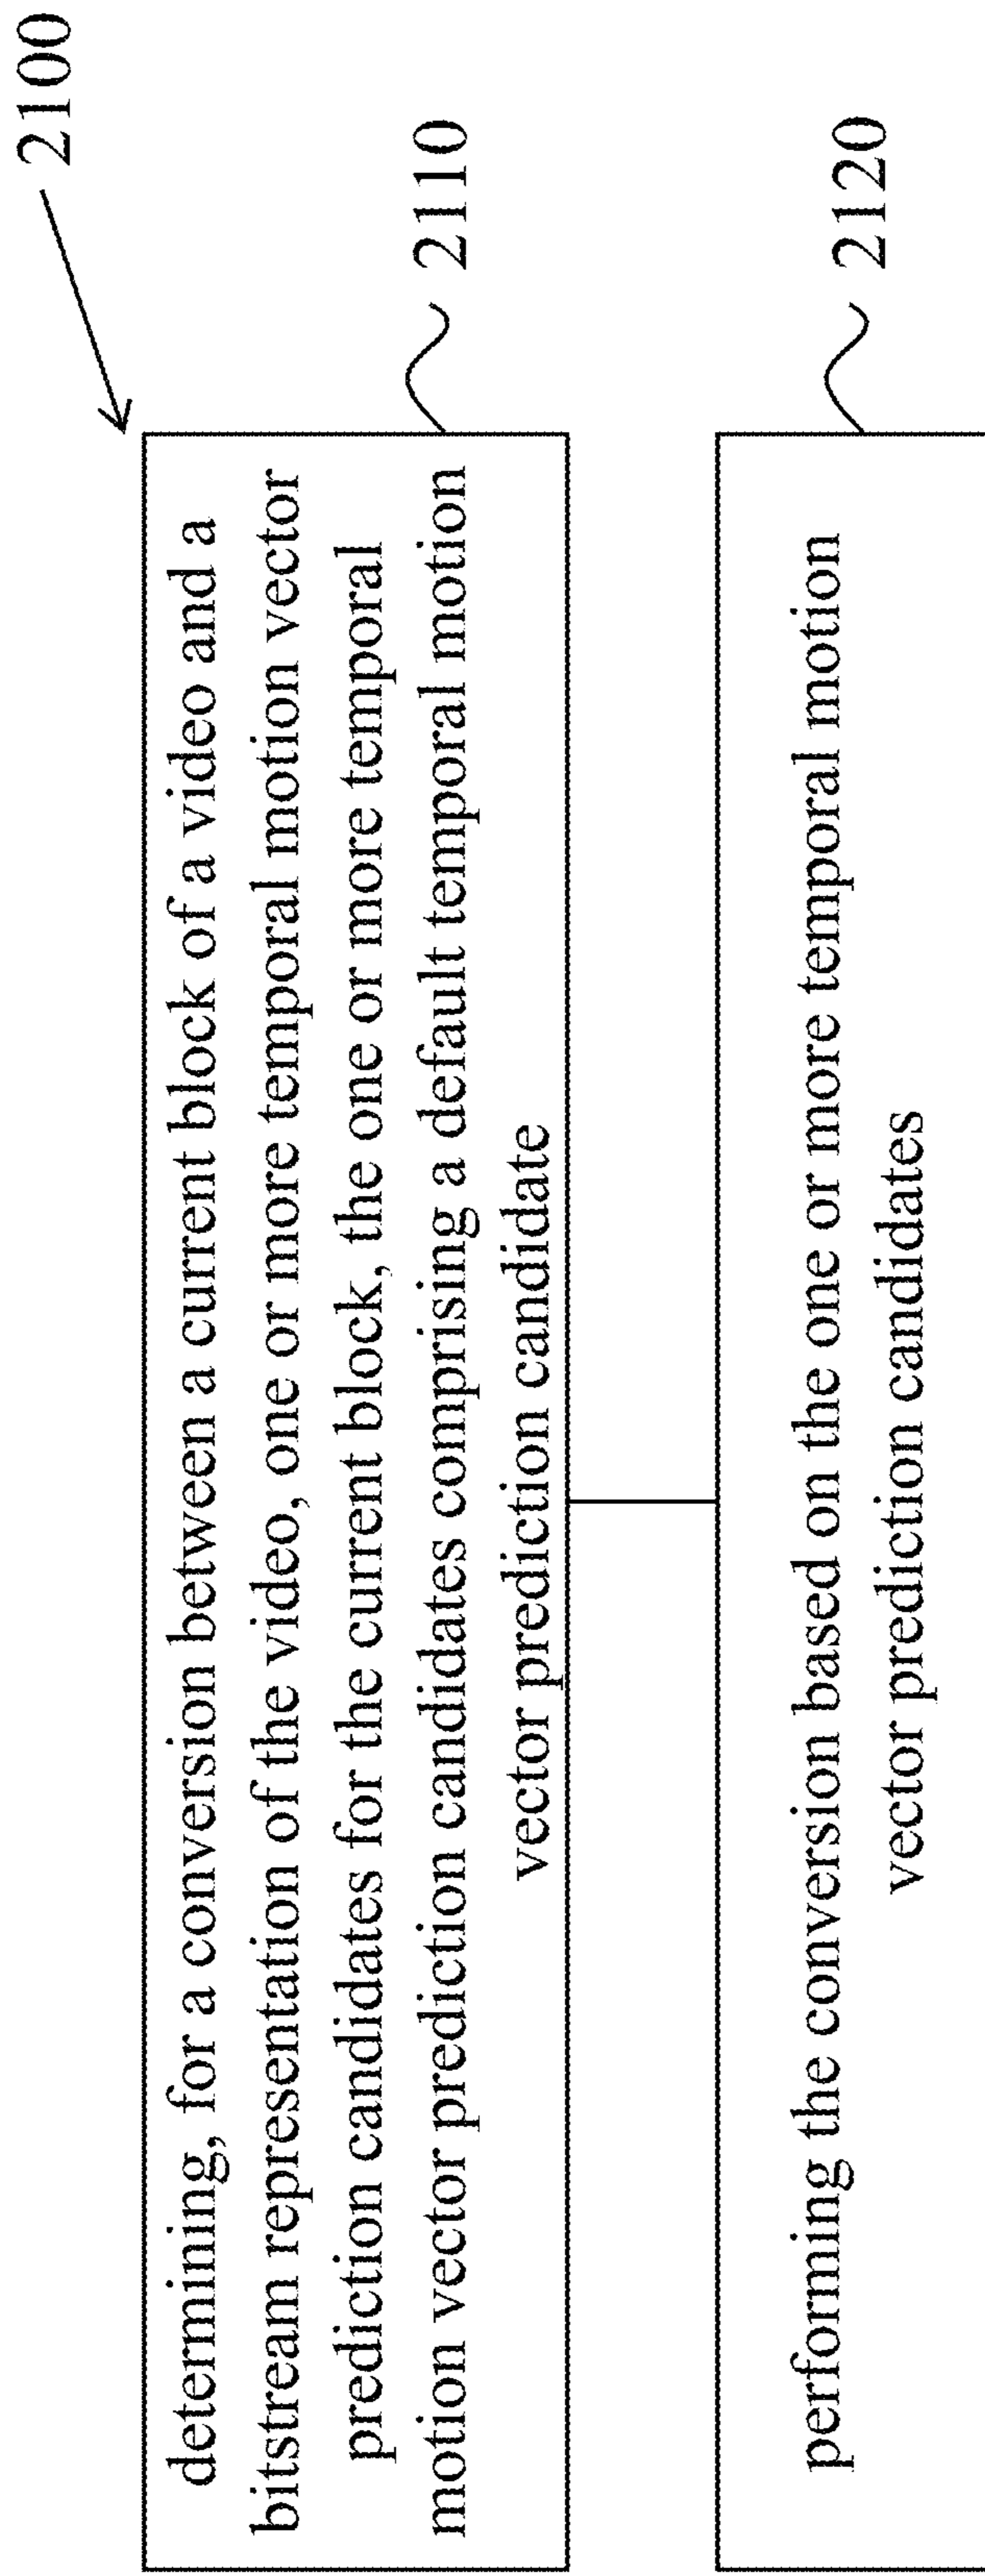 2100
determining, for a conversion between a current block of a video and a
bitstream representation of the video, one or more temporal motion vector
prediction candidates for the current block, the one or more temporal
motion vector prediction candidates comprising a default temporal motion
vector prediction candidate
2110
performing the conversion based on the one or more temporal motion
vector prediction candidates
2120